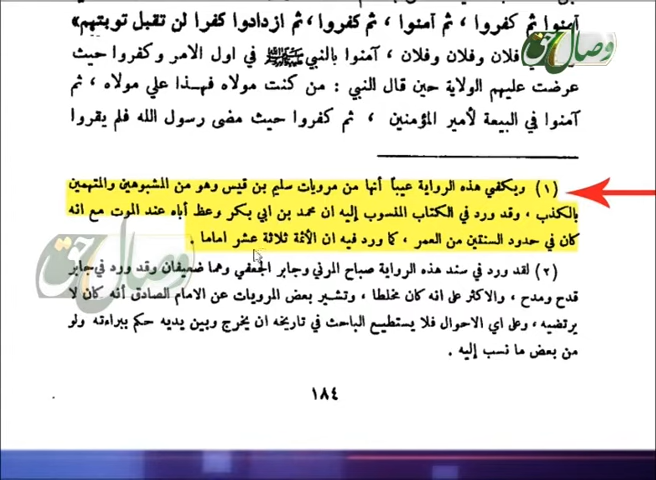 آمنوا ثم كفروا ، ثم آمنوا ، ثم كفروا ، ثم ازدادوا كفرا لن تقبل توبتهم»
وصال حق
في فلان وفلان وفلان ، آمنوا بالنبي ﷺ في اول الامر وكفروا حيث
عرضت عليهم الولاية حين قال النبي : من كنت مولاه فهذا علي مولاه ، ثم
آمنوا في البيعة لأمير المؤمنين ، ثم كفروا حيث مضى رسول الله فلم يقروا
(١) ويكفي هذه الرواية عيباً أنها من مرويات سليم بن قيس وهو من المشبوهين والمتهمين
بالكذب ، وقد ورد في الكتاب المنسوب إليه ان محمد بن ابي بكر وعظ أباه عند الموت مع انه
كان في حدود السنتين من العمر ، كما ورد فيه ان الأئمة ثلاثة عشر اماما .
وصال حق
(٢) لقد ورد في سند هذه الرواية صباح المزني وجابر الجعفي وهما ضعيفان وقد ورد في جابر
قدح ومدح ، والاكثر على انه كان مخلطا ، وتشير بعض المرويات عن الامام الصادق أنه كان لا
يرتضيه ، وعلى اي الاحوال فلا يستطيع الباحث في تاريخه ان يخرج وبين يديه حكم ببراءته ولو
من بعض ما نسب إليه .
١٨٤